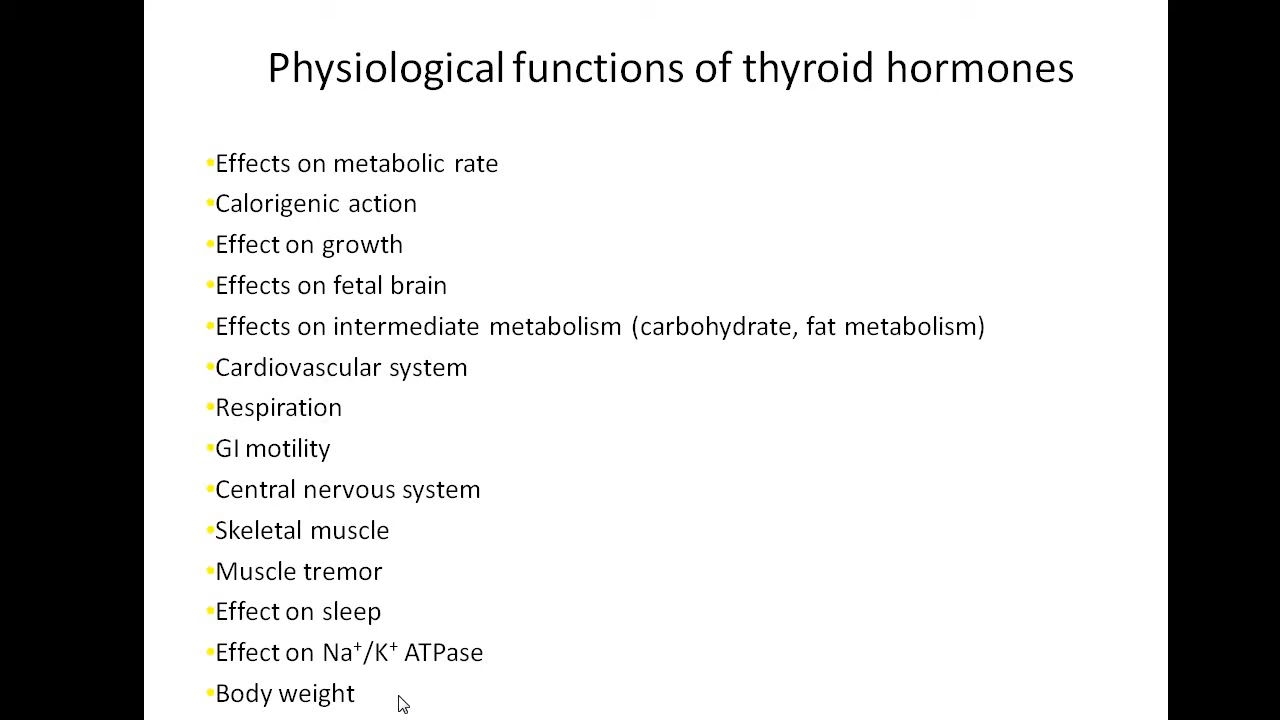 Physiological functions of thyroid hormones
•Effects on metabolic rate
•Calorigenic action
•Effect on growth
•Effects on fetal brain
•Effects on intermediate metabolism (carbohydrate, fat metabolism)
•Cardiovascular system
•Respiration
•GI motility
•Central nervous system
•Skeletal muscle
•Muscle tremor
•Effect on sleep
•Effect on Na⁺/K⁺ ATPase
•Body weight